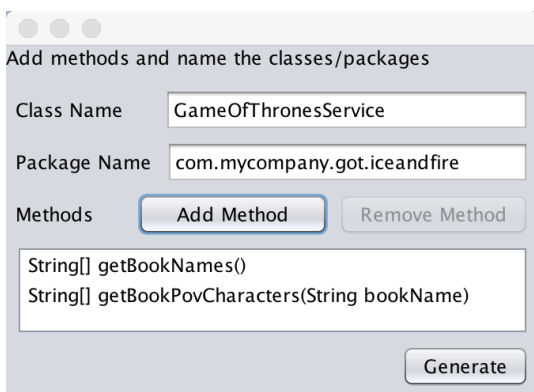 Add methods and name the classes/packages
Class Name GameOfThronesService
Package Name com.mycompany.got.iceandfire
Methods Add Method Remove Method
String[] getBookNames()
String[] getBookPovCharacters(String bookName)
Generate